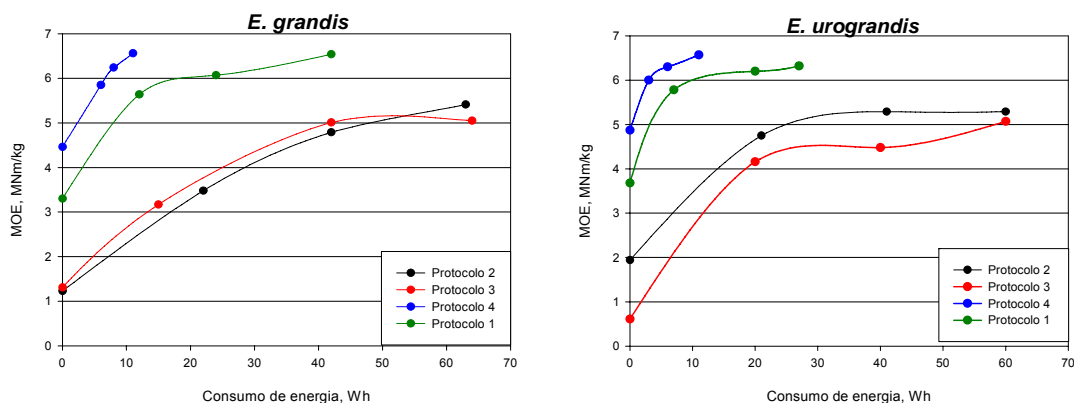 E. grandis
7
6
5
4
3
2
1
0
MOE, MNm/kg
0 10 20 30 40 50 60 70
Consumo de energia, Wh
Protocolo 2
Protocolo 3
Protocolo 4
Protocolo 1
E. urograndis
7
6
5
4
3
2
1
0
MOE, MNm/kg
0 10 20 30 40 50 60 70
Consumo de energia, Wh
Protocolo 2
Protocolo 3
Protocolo 4
Protocolo 1